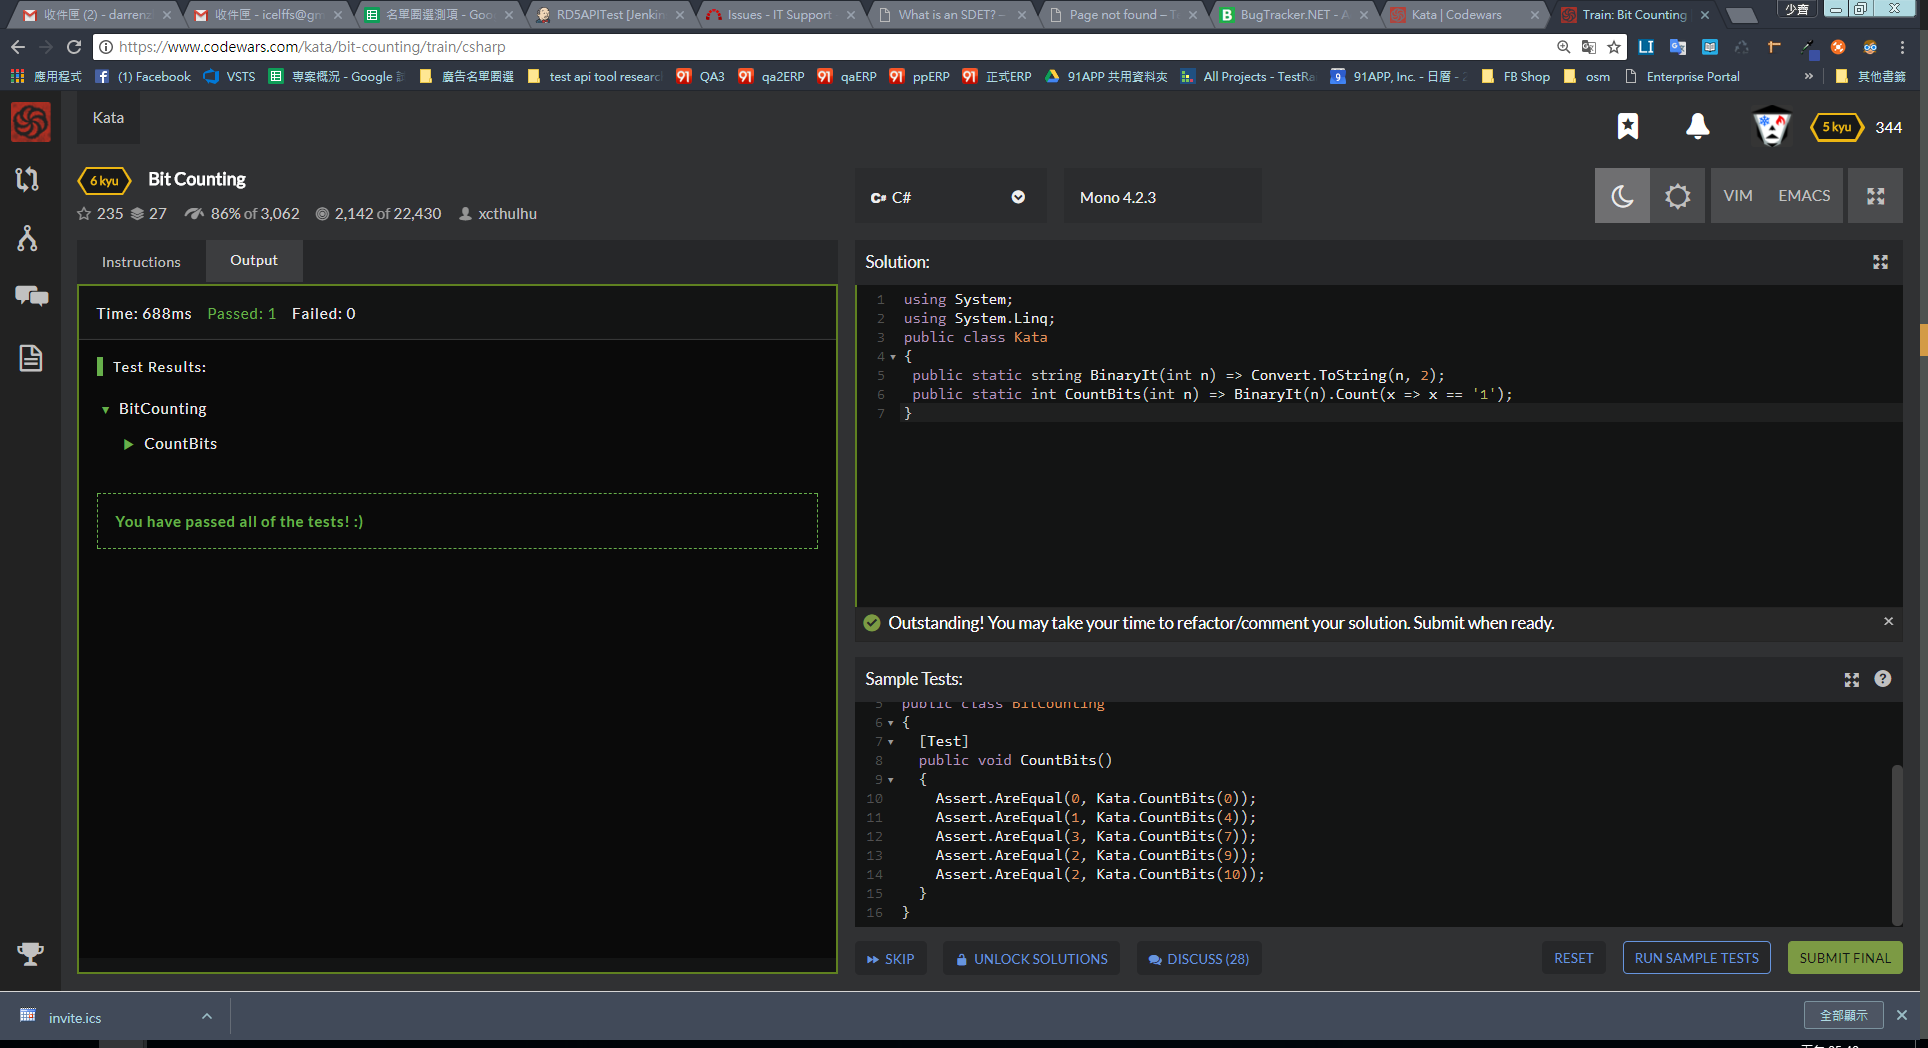 收件匣 (2) - darrenz
收件匣 - icelffs@gm
名單圈選測項 - Goo
RD5APITest [Jenkin
Issues - IT Support
What is an SDET? –
Page not found – T
BugTracker.NET - A
Kata | Codewars
Train: Bit Counting
少齊
https://www.codewars.com/kata/bit-counting/train/csharp
應用程式
(1) Facebook
VSTS
專案概況 - Google
廣告名單圈選
test api tool researc
QA3
qa2ERP
qaERP
ppERP
正式ERP
91APP 共用資料夾
All Projects - TestRa
91APP, Inc. - 日曆 - 2
FB Shop
osm
Enterprise Portal
»
其他書籤
Kata
5 kyu 344
6 kyu Bit Counting
235 27 86% of 3,062 2,142 of 22,430 xcthulhu
C# Mono 4.2.3
VIM EMACS
Instructions Output
Time: 688ms Passed: 1 Failed: 0
Test Results:
BitCounting
CountBits
You have passed all of the tests! :)
Solution:
1 using System;
2 using System.Linq;
3 public class Kata
4 {
5 public static string BinaryIt(int n) => Convert.ToString(n, 2);
6 public static int CountBits(int n) => BinaryIt(n).Count(x => x == '1');
7 }
Outstanding! You may take your time to refactor/comment your solution. Submit when ready.
Sample Tests:
5 public class BitCounting
6 {
7 [Test]
8 public void CountBits()
9 {
10 Assert.AreEqual(0, Kata.CountBits(0));
11 Assert.AreEqual(1, Kata.CountBits(4));
12 Assert.AreEqual(3, Kata.CountBits(7));
13 Assert.AreEqual(2, Kata.CountBits(9));
14 Assert.AreEqual(2, Kata.CountBits(10));
15 }
16 }
SKIP UNLOCK SOLUTIONS DISCUSS (28) RESET RUN SAMPLE TESTS SUBMIT FINAL
invite.ics
全部顯示